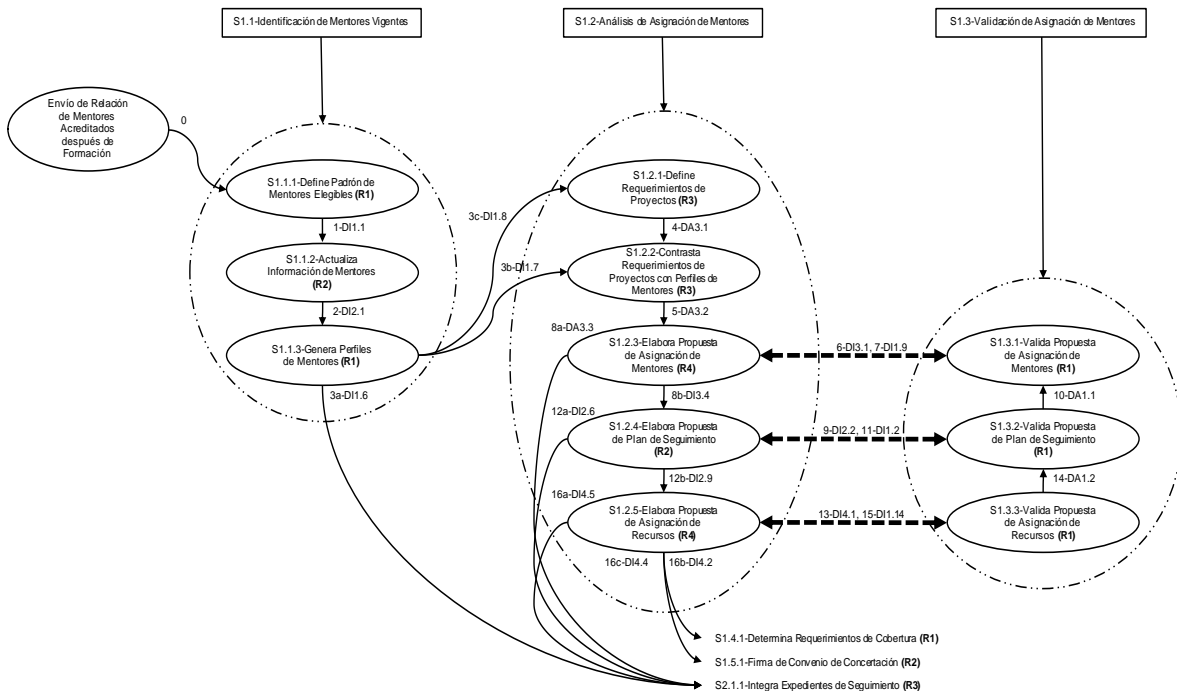 S1.1-Identificación de Mentores Vigentes
S1.2-Análisis de Asignación de Mentores
S1.3-Validación de Asignación de Mentores
Envío de Relación
de Mentores
Acreditados
después de
Formación
0
S1.1.1-Define Padrón de
Mentores Elegibles (R1)
1-DI1.1
S1.1.2-Actualiza
Información de Mentores
(R2)
2-DI2.1
S1.1.3-Genera Perfiles
de Mentores (R1)
3a-DI1.6
3c-DI1.8
3b-DI1.7
S1.2.1-Define
Requerimientos de
Proyectos (R3)
4-DA3.1
S1.2.2-Contrasta
Requerimientos de
Proyectos con Perfiles de
Mentores (R3)
5-DA3.2
8a-DA3.3
S1.2.3-Elabora Propuesta
de Asignación de
Mentores (R4)
8b-DI3.4
12a-DI2.6
S1.2.4-Elabora Propuesta
de Plan de Seguimiento
(R2)
12b-DI2.9
16a-DI4.5
S1.2.5-Elabora Propuesta
de Asignación de
Recursos (R4)
16c-DI4.4
16b-DI4.2
6-DI3.1, 7-DI1.9
9-DI2.2, 11-DI1.2
13-DI4.1, 15-DI1.14
S1.3.1-Valida Propuesta
de Asignación de
Mentores (R1)
10-DA1.1
S1.3.2-Valida Propuesta
de Plan de Seguimiento
(R1)
14-DA1.2
S1.3.3-Valida Propuesta
de Asignación de
Recursos (R1)
S1.4.1-Determina Requerimientos de Cobertura (R1)
S1.5.1-Firma de Convenio de Concertación (R2)
S2.1.1-Integra Expedientes de Seguimiento (R3)